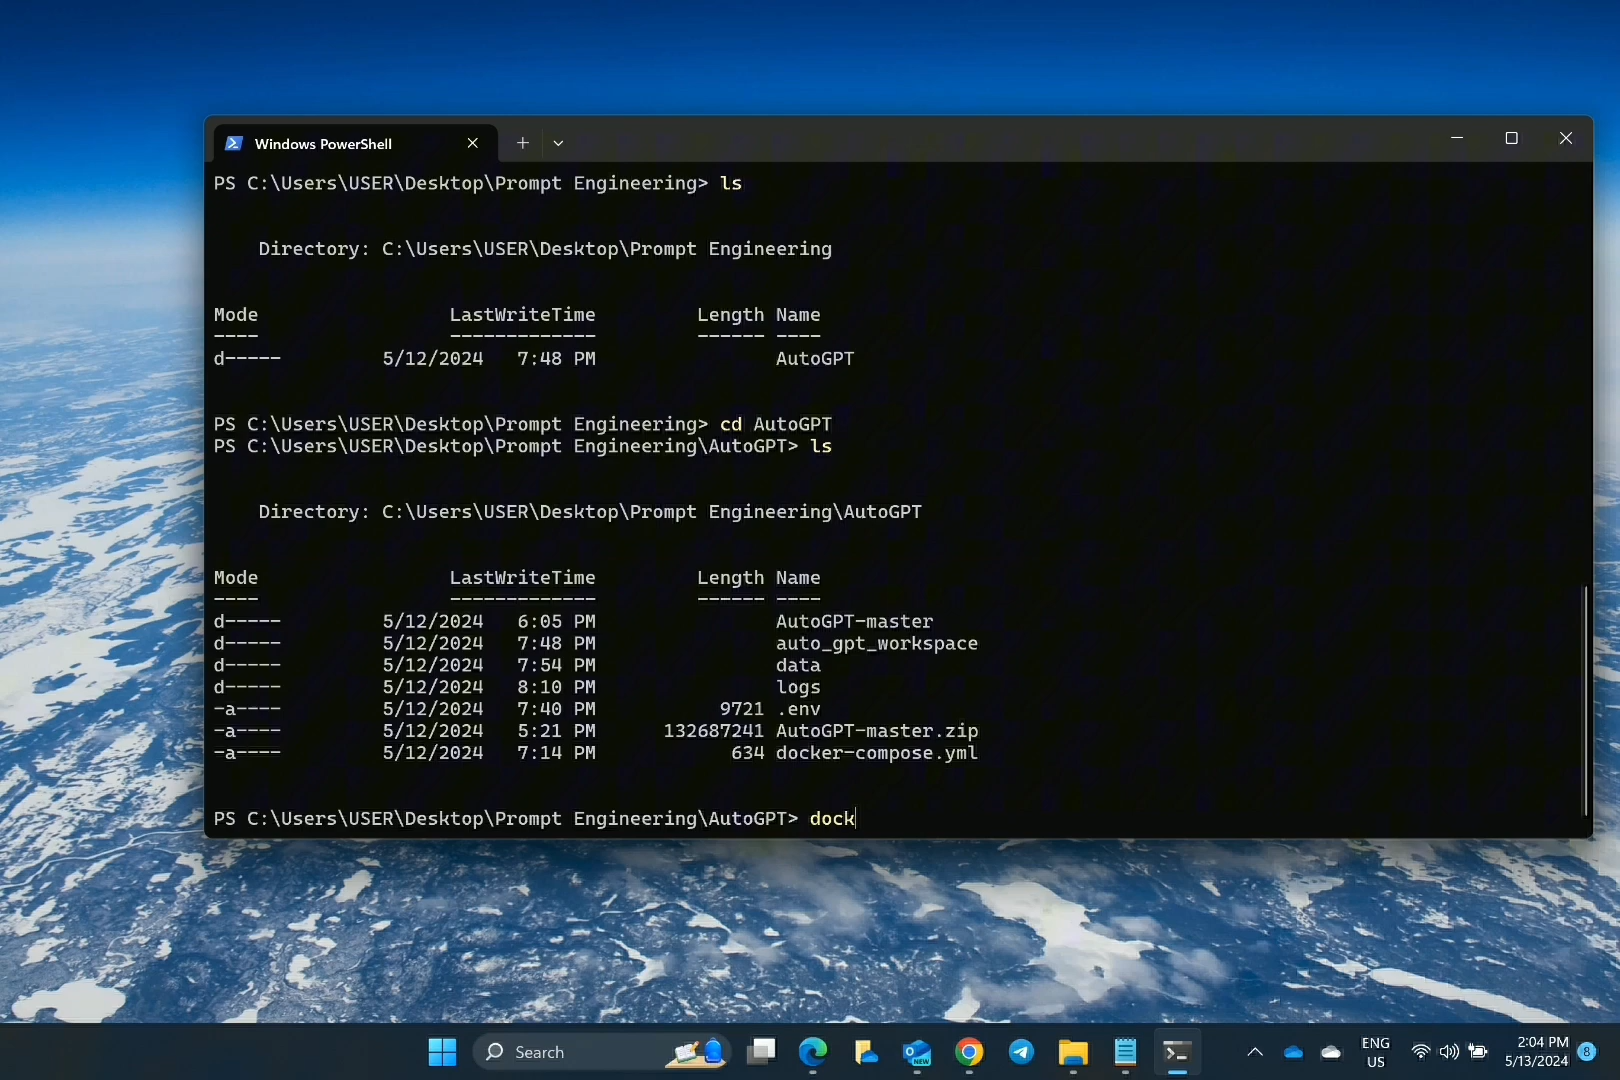 Windows PowerShell
PS C:\Users\USER\Desktop\Prompt Engineering> ls
Directory: C:\Users\USER\Desktop\Prompt Engineering
Mode LastWriteTime Length Name
---- ------------- ------ ----
d----- 5/12/2024 7:48 PM AutoGPT
PS C:\Users\USER\Desktop\Prompt Engineering> cd AutoGPT
PS C:\Users\USER\Desktop\Prompt Engineering\AutoGPT> ls
Directory: C:\Users\USER\Desktop\Prompt Engineering\AutoGPT
Mode LastWriteTime Length Name
---- ------------- ------ ----
d----- 5/12/2024 6:05 PM AutoGPT-master
d----- 5/12/2024 7:48 PM auto_gpt_workspace
d----- 5/12/2024 7:54 PM data
d----- 5/12/2024 8:10 PM logs
-a---- 5/12/2024 7:40 PM 9721 .env
-a---- 5/12/2024 5:21 PM 132687241 AutoGPT-master.zip
-a---- 5/12/2024 7:14 PM 634 docker-compose.yml
PS C:\Users\USER\Desktop\Prompt Engineering\AutoGPT> dock
Search
NEW
ENG
US
2:04 PM
5/13/2024
8